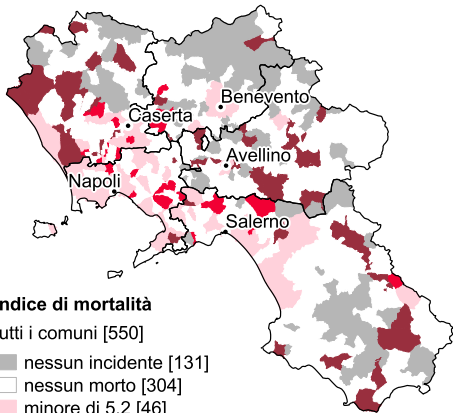 Benevento
Caserta
Avellino
Napoli
Salerno
ndice di mortalità
utti i comuni [550]
nessun incidente [131]
nessun morto [304]
minore di 5,2 [46]